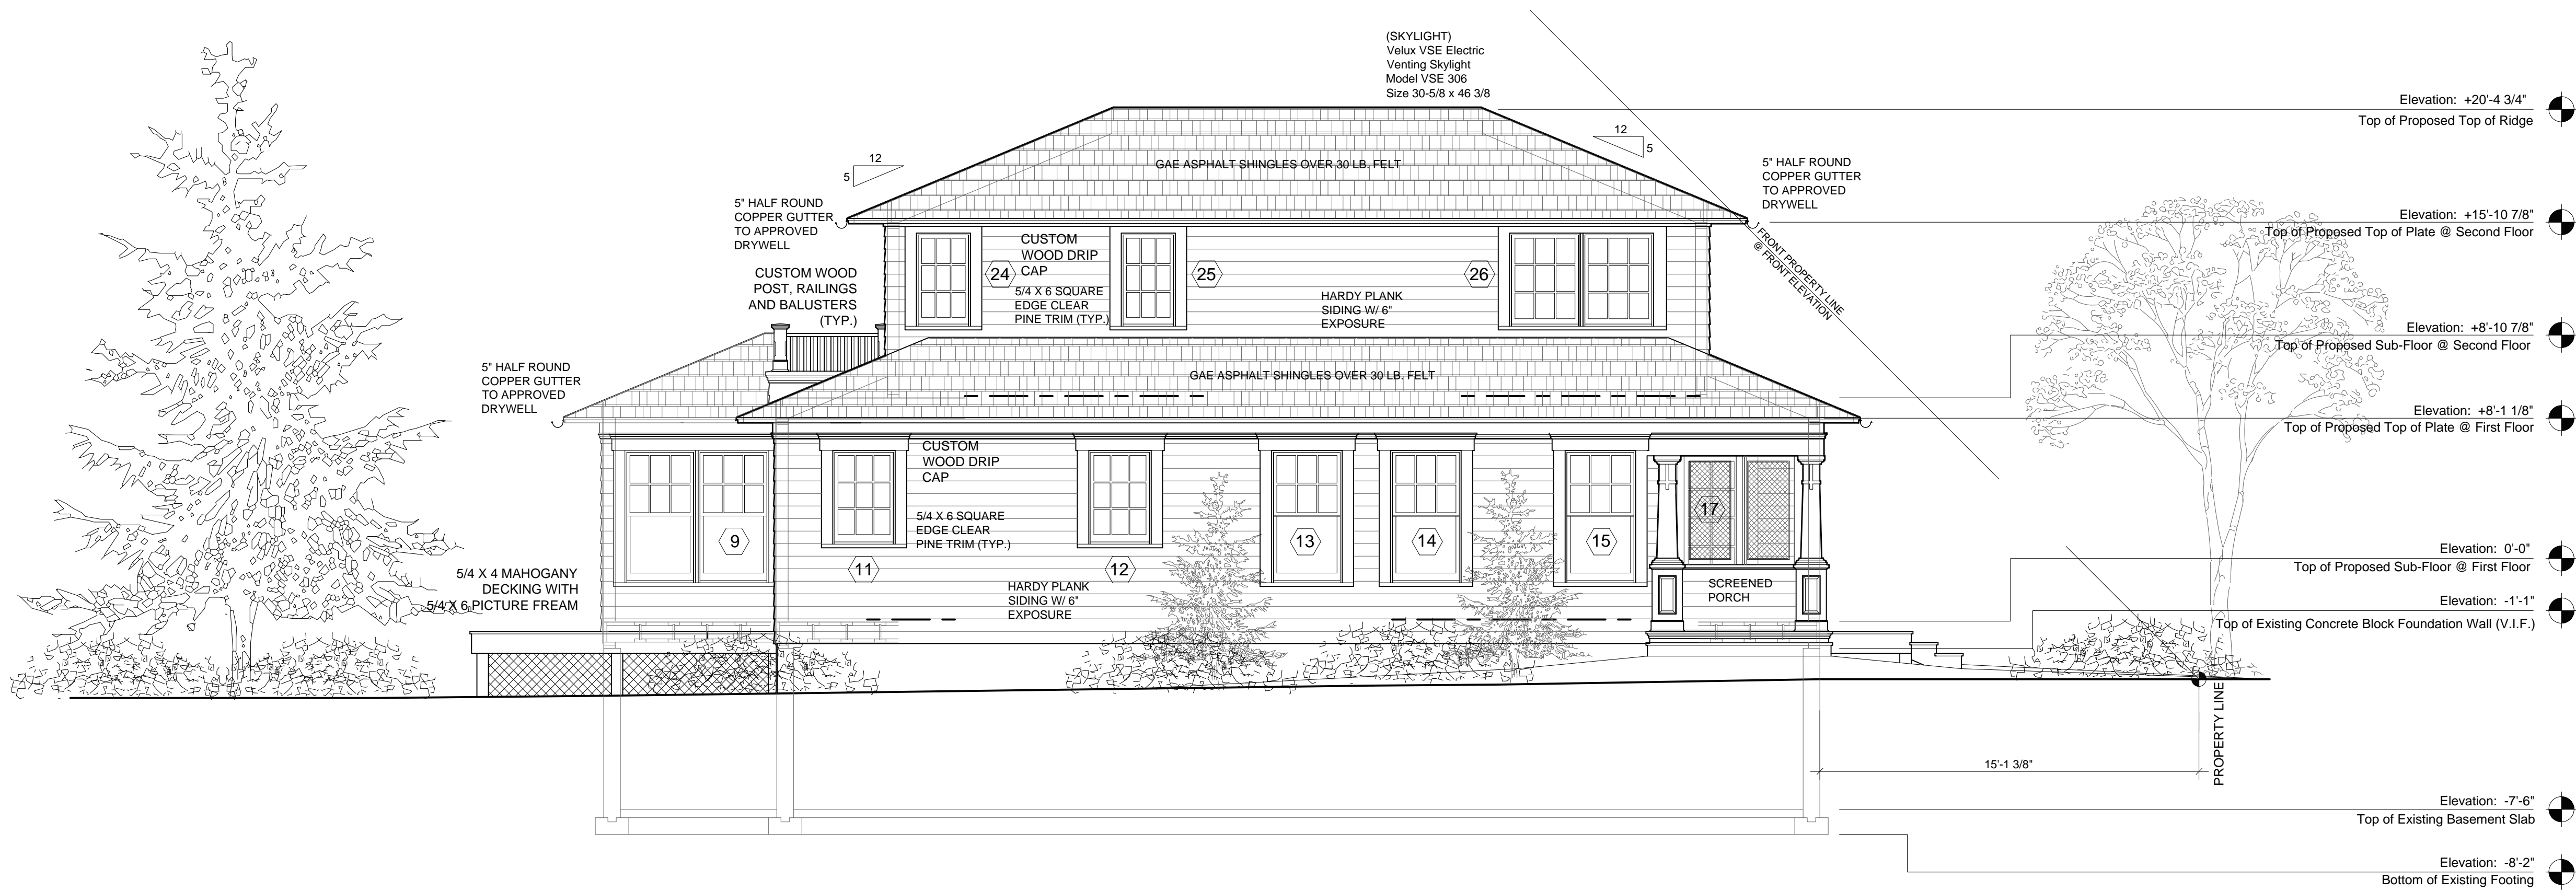 (SKYLIGHT)
Velux VSE Electric
Venting Skylight
Model VSE 306
Size 30-5/8 x 46 3/8
Elevation: +20'-4 3/4"
Top of Proposed Top of Ridge
12
5
12
5
GAE ASPHALT SHINGLES OVER 30 LB. FELT
5" HALF ROUND
COPPER GUTTER
TO APPROVED
DRYWELL
5" HALF ROUND
COPPER GUTTER
TO APPROVED
DRYWELL
Elevation: +15'-10 7/8"
Top of Proposed Top of Plate @ Second Floor
FRONT PROPERTY LINE
@ FRONT ELEVATION
CUSTOM WOOD
POST, RAILINGS
AND BALUSTERS
(TYP.)
24
CUSTOM
WOOD DRIP
CAP
5/4 X 6 SQUARE
EDGE CLEAR
PINE TRIM (TYP.)
25
HARDY PLANK
SIDING W/ 6"
EXPOSURE
26
Elevation: +8'-10 7/8"
Top of Proposed Sub-Floor @ Second Floor
5" HALF ROUND
COPPER GUTTER
TO APPROVED
DRYWELL
GAE ASPHALT SHINGLES OVER 30 LB. FELT
Elevation: +8'-1 1/8"
Top of Proposed Top of Plate @ First Floor
CUSTOM
WOOD DRIP
CAP
5/4 X 6 SQUARE
EDGE CLEAR
PINE TRIM (TYP.)
9
11
12
13
14
15
17
HARDY PLANK
SIDING W/ 6"
EXPOSURE
SCREENED
PORCH
5/4 X 4 MAHOGANY
DECKING WITH
5/4 X 6 PICTURE FREAM
Elevation: 0'-0"
Top of Proposed Sub-Floor @ First Floor
Elevation: -1'-1"
Top of Existing Concrete Block Foundation Wall (V.I.F.)
PROPERTY LINE
15'-1 3/8"
Elevation: -7'-6"
Top of Existing Basement Slab
Elevation: -8'-2"
Bottom of Existing Footing